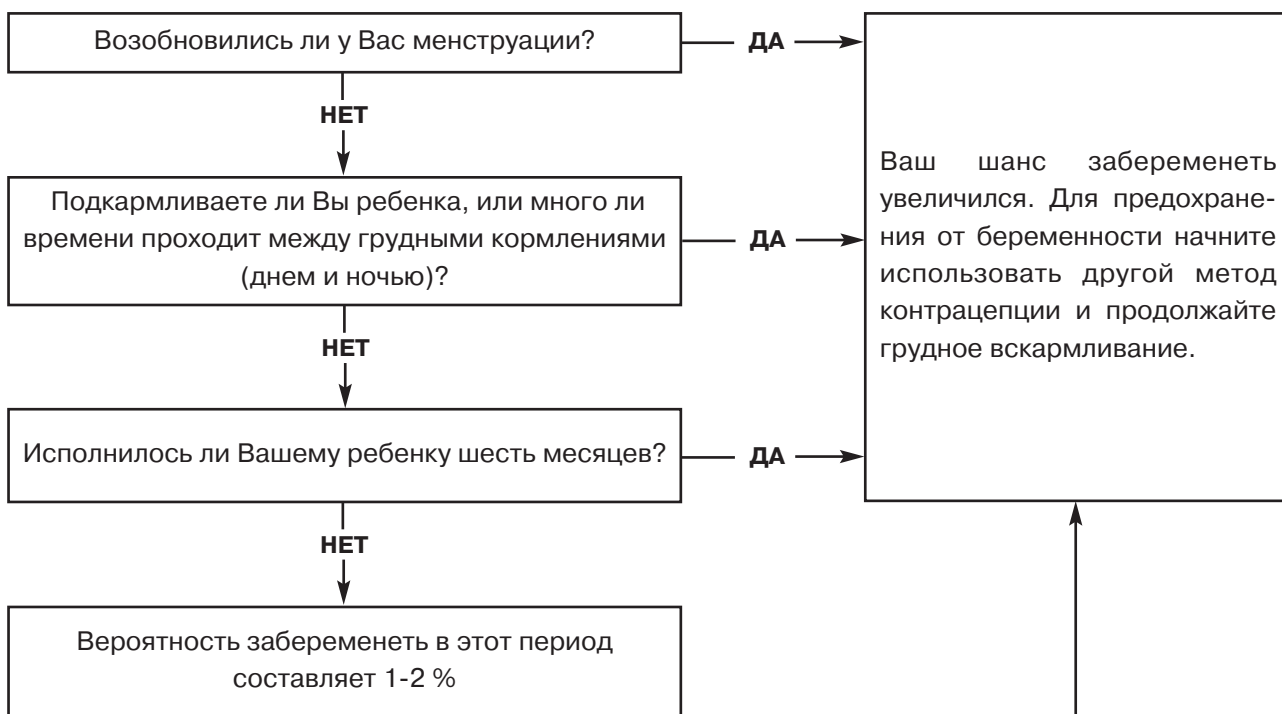 Возобновились ли у Вас менструации?
ДА
НЕТ
Подкармливаете ли Вы ребенка, или много ли
времени проходит между грудными кормлениями
(днем и ночью)?
ДА
Ваш шанс забеременеть
увеличился. Для предохране-
ния от беременности начните
использовать другой метод
контрацепции и продолжайте
грудное вскармливание.
НЕТ
Исполнилось ли Вашему ребенку шесть месяцев?
ДА
НЕТ
Вероятность забеременеть в этот период
составляет 1-2 %